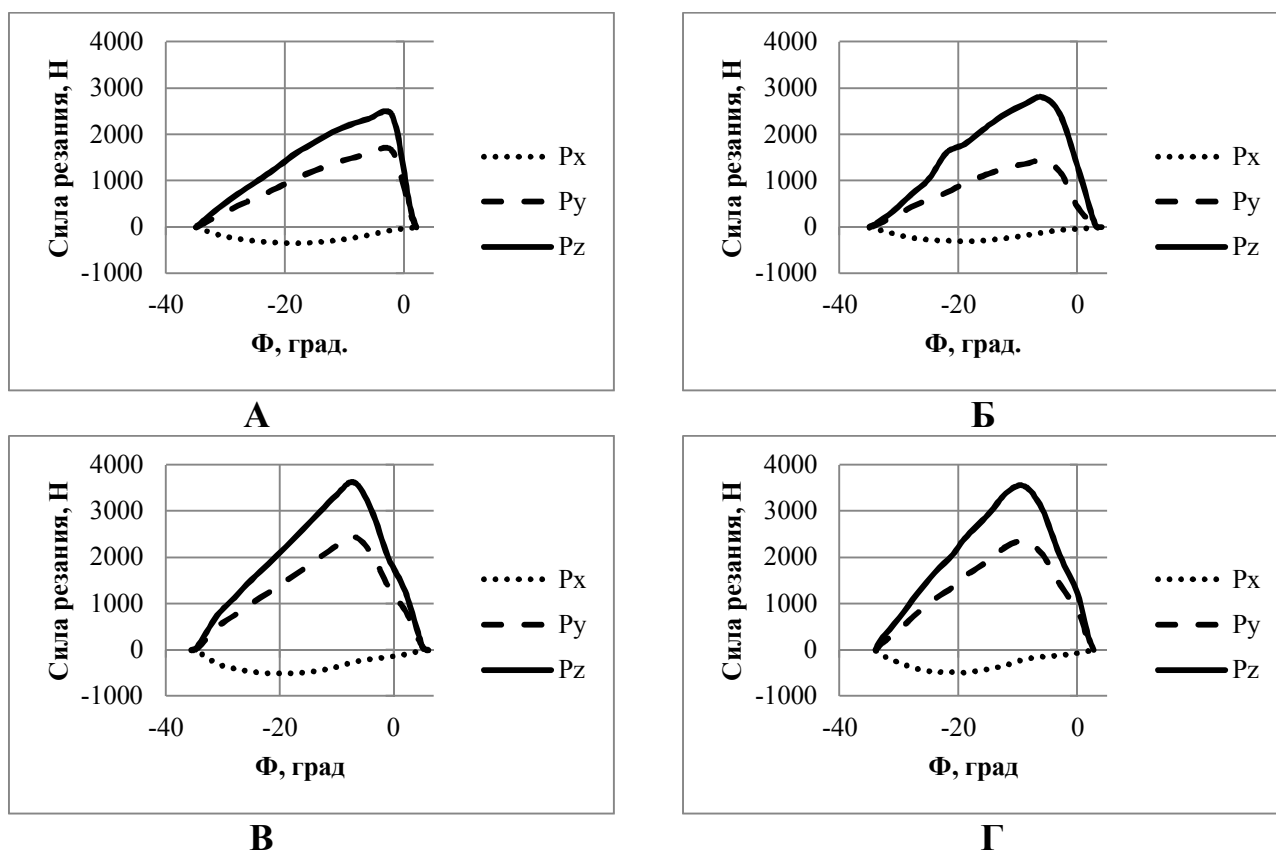 Сила резания, Н
4000
3000
2000
1000
0
-1000
-40
-20
0
Ф, град.
Px
Py
Pz
А
Сила резания, Н
4000
3000
2000
1000
0
-1000
-40
-20
0
Ф, град.
Px
Py
Pz
Б
Сила резания, Н
4000
3000
2000
1000
0
-1000
-40
-20
0
Ф, град
Px
Py
Pz
В
Сила резания, Н
4000
3000
2000
1000
0
-1000
-40
-20
0
Ф, град
Px
Py
Pz
Г